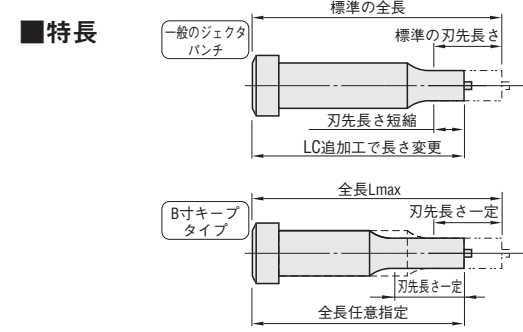 ■特長
一般のジェクタ
パンチ
標準の全長
標準の刃先長さ
刃先長さ短縮
LC追加工で長さ変更
B寸キープ
タイプ
全長Lmax
刃先長さ一定
刃先長さ一定
全長任意指定